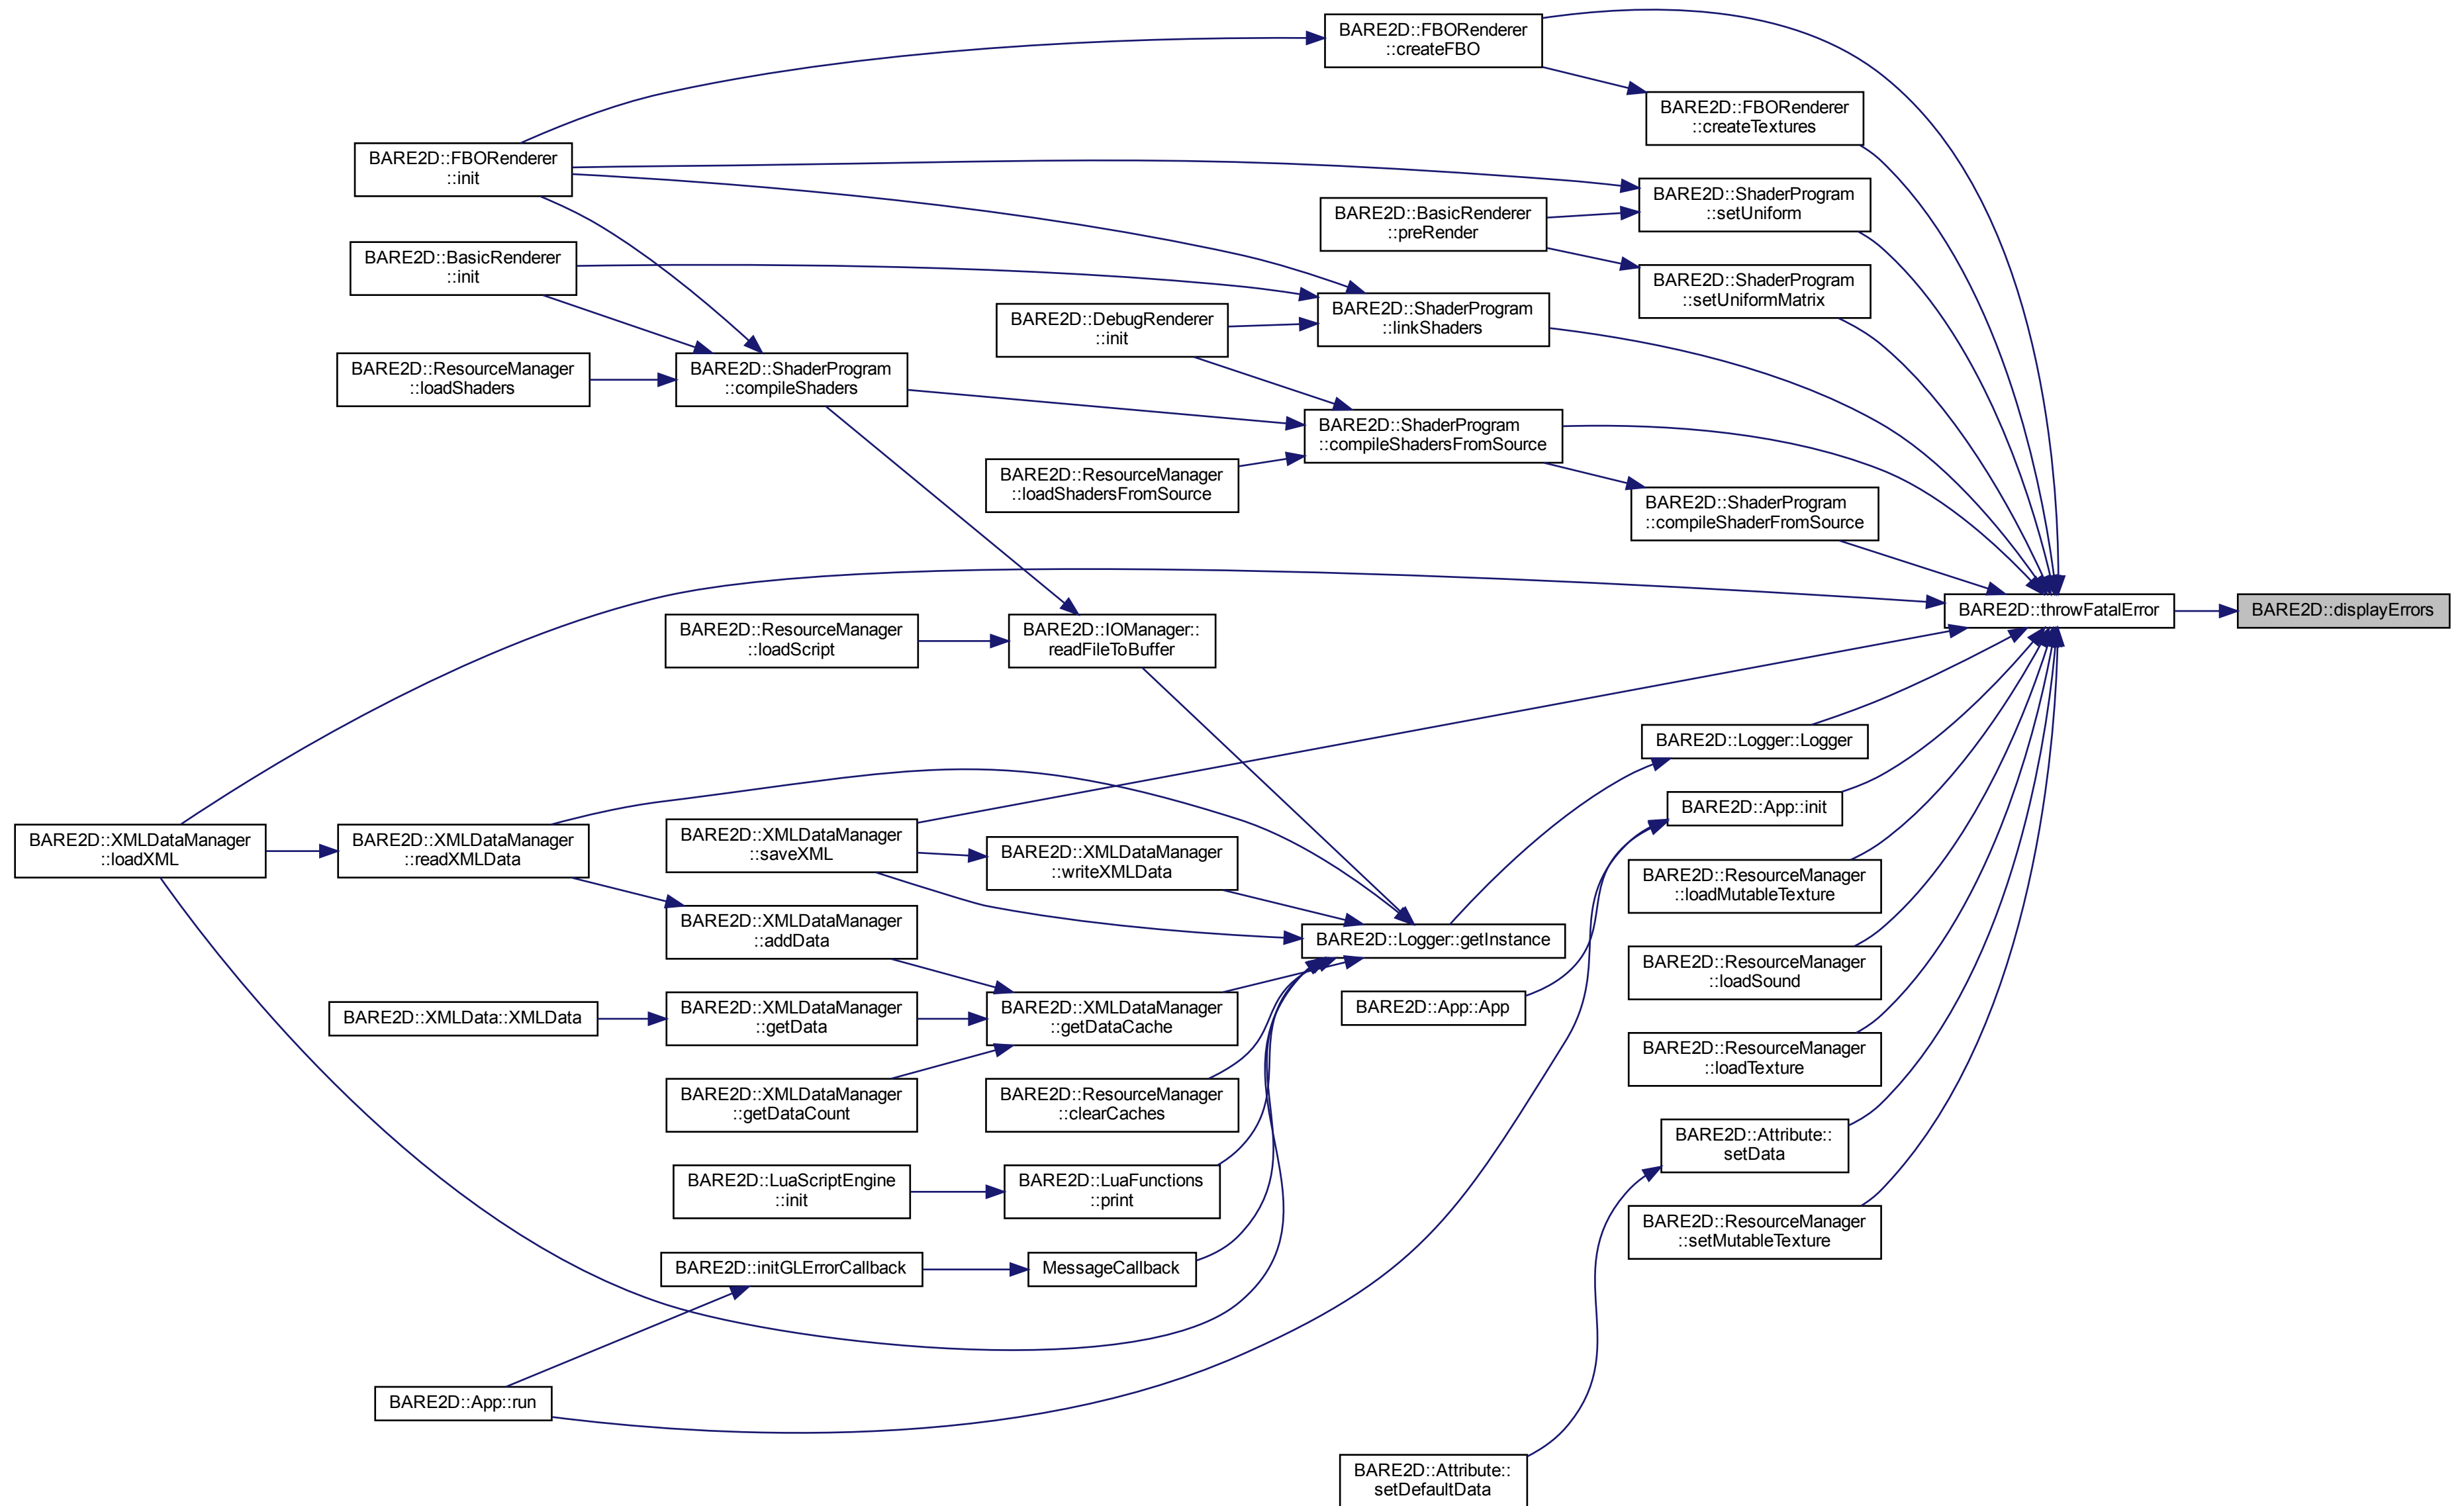 BARE2D::FBORenderer
::createFBO
BARE2D::FBORenderer
::createTextures
BARE2D::FBORenderer
::init
BARE2D::ShaderProgram
::setUniform
BARE2D::BasicRenderer
::preRender
BARE2D::BasicRenderer
::init
BARE2D::ShaderProgram
::setUniformMatrix
BARE2D::ShaderProgram
::linkShaders
BARE2D::DebugRenderer
::init
BARE2D::ResourceManager
::loadShaders
BARE2D::ShaderProgram
::compileShaders
BARE2D::ShaderProgram
::compileShadersFromSource
BARE2D::ResourceManager
::loadShadersFromSource
BARE2D::ShaderProgram
::compileShaderFromSource
BARE2D::throwFatalError
BARE2D::displayErrors
BARE2D::ResourceManager
::loadScript
BARE2D::IOManager::
readFileToBuffer
BARE2D::Logger::Logger
BARE2D::App::init
BARE2D::XMLDataManager
::loadXML
BARE2D::XMLDataManager
::readXMLData
BARE2D::XMLDataManager
::saveXML
BARE2D::XMLDataManager
::writeXMLData
BARE2D::ResourceManager
::loadMutableTexture
BARE2D::XMLDataManager
::addData
BARE2D::Logger::getInstance
BARE2D::ResourceManager
::loadSound
BARE2D::XMLData::XMLData
BARE2D::XMLDataManager
::getData
BARE2D::XMLDataManager
::getDataCache
BARE2D::App::App
BARE2D::ResourceManager
::loadTexture
BARE2D::XMLDataManager
::getDataCount
BARE2D::ResourceManager
::clearCaches
BARE2D::Attribute::
setData
BARE2D::LuaScriptEngine
::init
BARE2D::LuaFunctions
::print
BARE2D::ResourceManager
::setMutableTexture
BARE2D::initGLErrorCallback
MessageCallback
BARE2D::App::run
BARE2D::Attribute::
setDefaultData